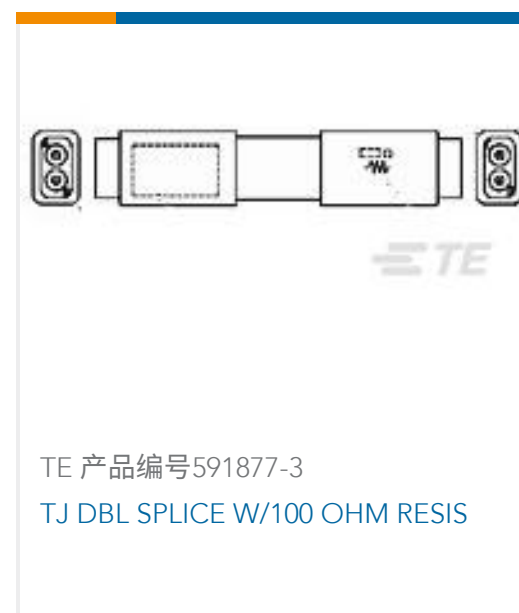 TE
TE 产品编号591877-3
TJ DBL SPLICE W/100 OHM RESIS